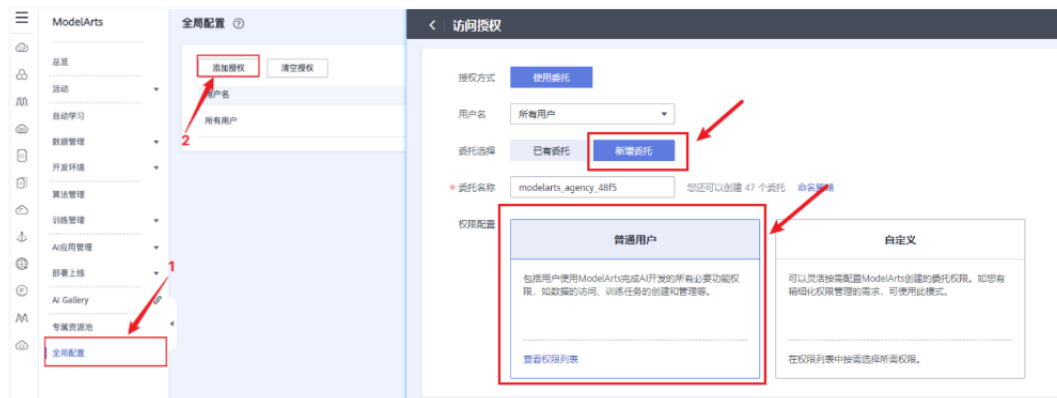 ModelArts
总览
活动
自动学习
数据管理
开发环境
算法管理
训练管理
AI应用管理
部署上线
AI Gallery
专属资源池
全局配置
1
全局配置
添加授权
清空授权
用户名
所有用户
2
访问授权
授权方式
使用委托
用户名
所有用户
委托选择
已有委托
新增委托
* 委托名称
modelarts_agency_48f5
您还可以创建 47 个委托
命名策略
权限配置
普通用户
包括用户使用ModelArts完成AI开发的所有必要功能权
限，如数据的访问、训练任务的创建和管理等。
查看权限列表
自定义
可以灵活按需配置ModelArts创建的委托权限。如您有
精细化权限管理的需求，可使用此模式。
在权限列表中按需选择所需权限。